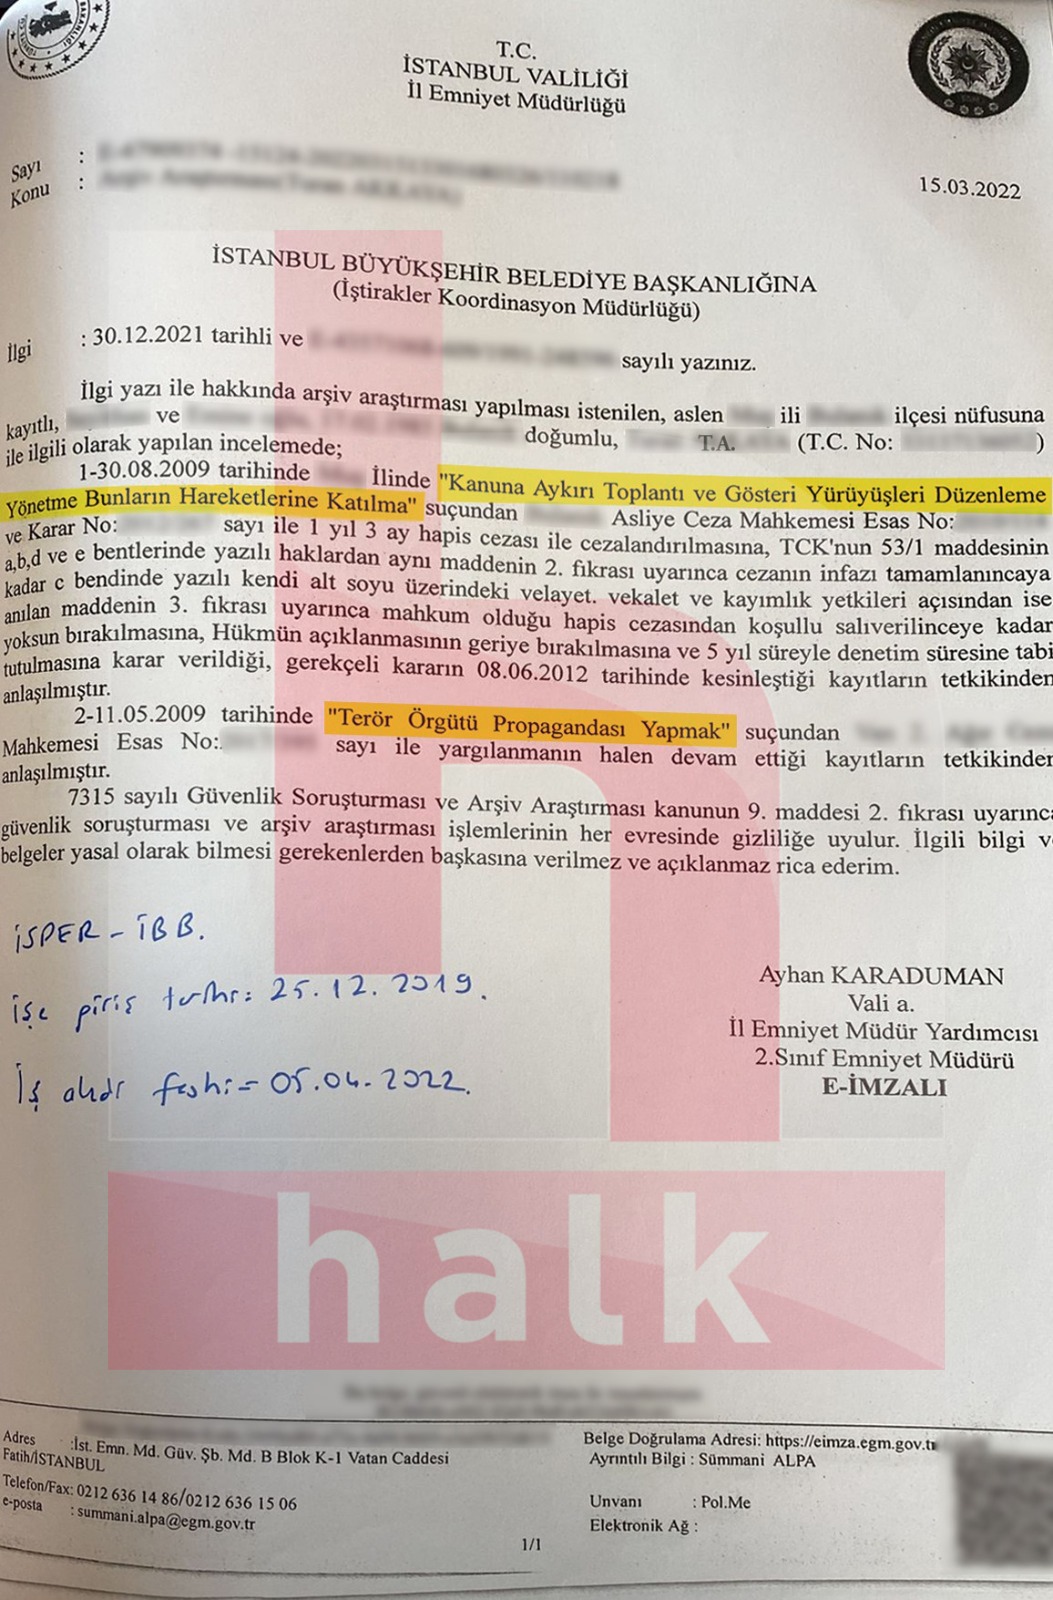 T.C.
İSTANBUL VALİLİĞİ
İl Emniyet Müdürlüğü
Sayı :
Konu :
15.03.2022
İSTANBUL BÜYÜKŞEHİR BELEDİYE BAŞKANLIĞINA
(İştirakler Koordinasyon Müdürlüğü)
İlgi : 30.12.2021 tarihli ve sayılı yazınız.
İlgi yazı ile hakkında arşiv araştırması yapılması istenilen, aslen ili ilçesi nüfusuna
kayıtlı, ve doğumlu, T.A. (T.C. No: )
ile ilgili olarak yapılan incelemede;
1-30.08.2009 tarihinde İlinde "Kanuna Aykırı Toplantı ve Gösteri Yürüyüşleri Düzenleme
Yönetme Bunların Hareketlerine Katılma" suçundan Asliye Ceza Mahkemesi Esas No:
ve Karar No: sayı ile 1 yıl 3 ay hapis cezası ile cezalandırılmasına, TCK'nun 53/1 maddesinin
a,b,d ve e bentlerinde yazılı haklardan aynı maddenin 2. fıkrası uyarınca cezanın infazı tamamlanıncaya
kadar c bendinde yazılı kendi alt soyu üzerindeki velayet. vekalet ve kayımlık yetkileri açısından ise
anılan maddenin 3. fıkrası uyarınca mahkum olduğu hapis cezasından koşullu salıverilinceye kadar
yoksun bırakılmasına, Hükmün açıklanmasının geriye bırakılmasına ve 5 yıl süreyle denetim süresine tabi
tutulmasına karar verildiği, gerekçeli kararın 08.06.2012 tarihinde kesinleştiği kayıtların tetkikinden
anlaşılmıştır.
2-11.05.2009 tarihinde "Terör Örgütü Propagandası Yapmak" suçundan
Mahkemesi Esas No: sayı ile yargılanmanın halen devam ettiği kayıtların tetkikinden
anlaşılmıştır.
7315 sayılı Güvenlik Soruşturması ve Arşiv Araştırması kanunun 9. maddesi 2. fıkrası uyarınca
güvenlik soruşturması ve arşiv araştırması işlemlerinin her evresinde gizliliğe uyulur. İlgili bilgi ve
belgeler yasal olarak bilmesi gerekenlerden başkasına verilmez ve açıklanmaz rica ederim.
İSPER - İBB.
İşe giriş tarihi: 25.12.2019.
İş akdi feshi = 05.04.2022.
Ayhan KARADUMAN
Vali a.
İl Emniyet Müdür Yardımcısı
2.Sınıf Emniyet Müdürü
E-İMZALI
halk
Adres :İst. Emn. Md. Güv. Şb. Md. B Blok K-1 Vatan Caddesi
Fatih/İSTANBUL
Telefon/Fax: 0212 636 14 86/0212 636 15 06
e-posta : summani.alpa@egm.gov.tr
Belge Doğrulama Adresi: https://eimza.egm.gov.tr
Ayrıntılı Bilgi : Sümmani ALPA
Unvanı : Pol.Me
Elektronik Ağ :
1/1